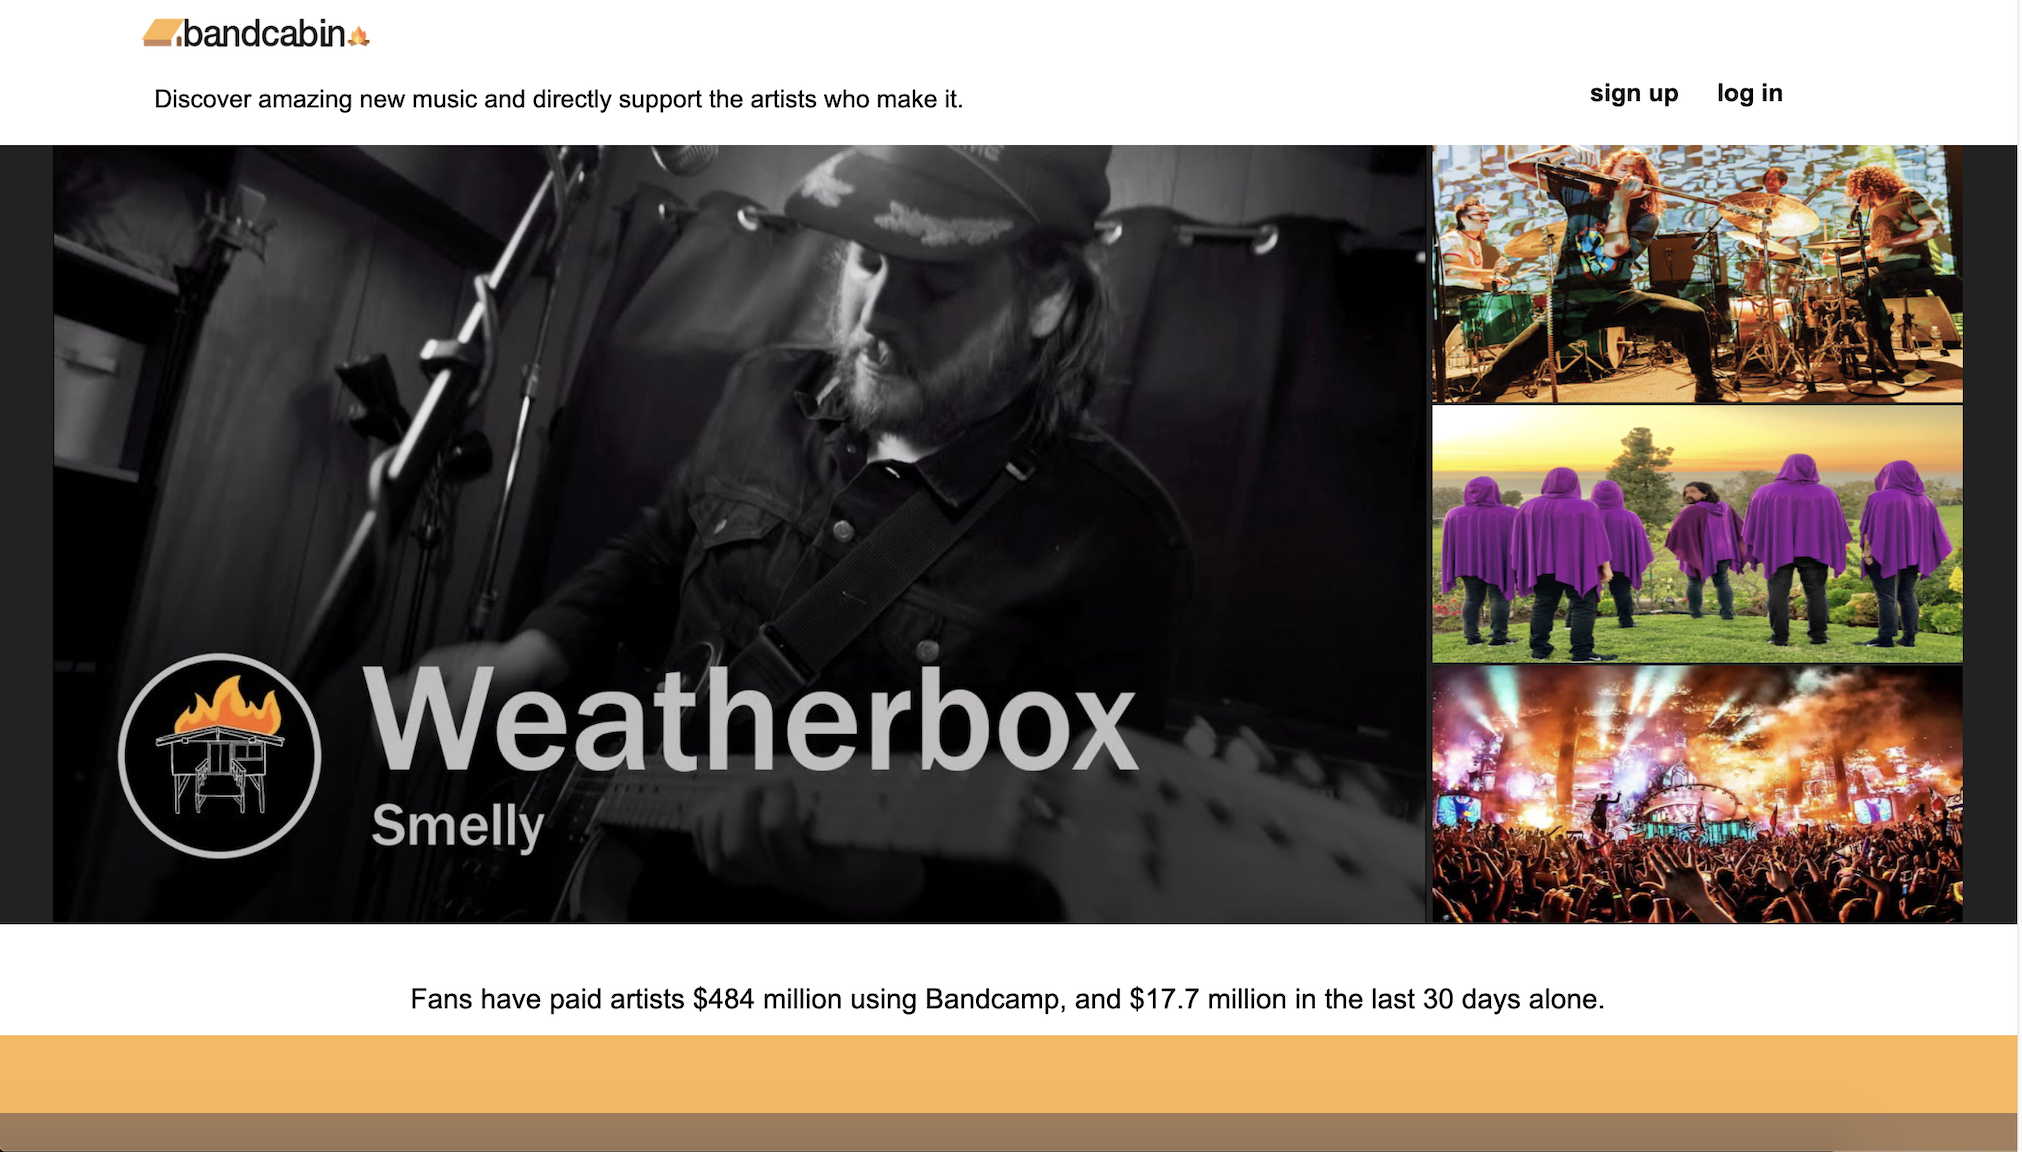 bandcabin
Discover amazing new music and directly support the artists who make it.
sign up log in
Weatherbox
Smelly
Fans have paid artists $484 million using Bandcamp, and $17.7 million in the last 30 days alone.